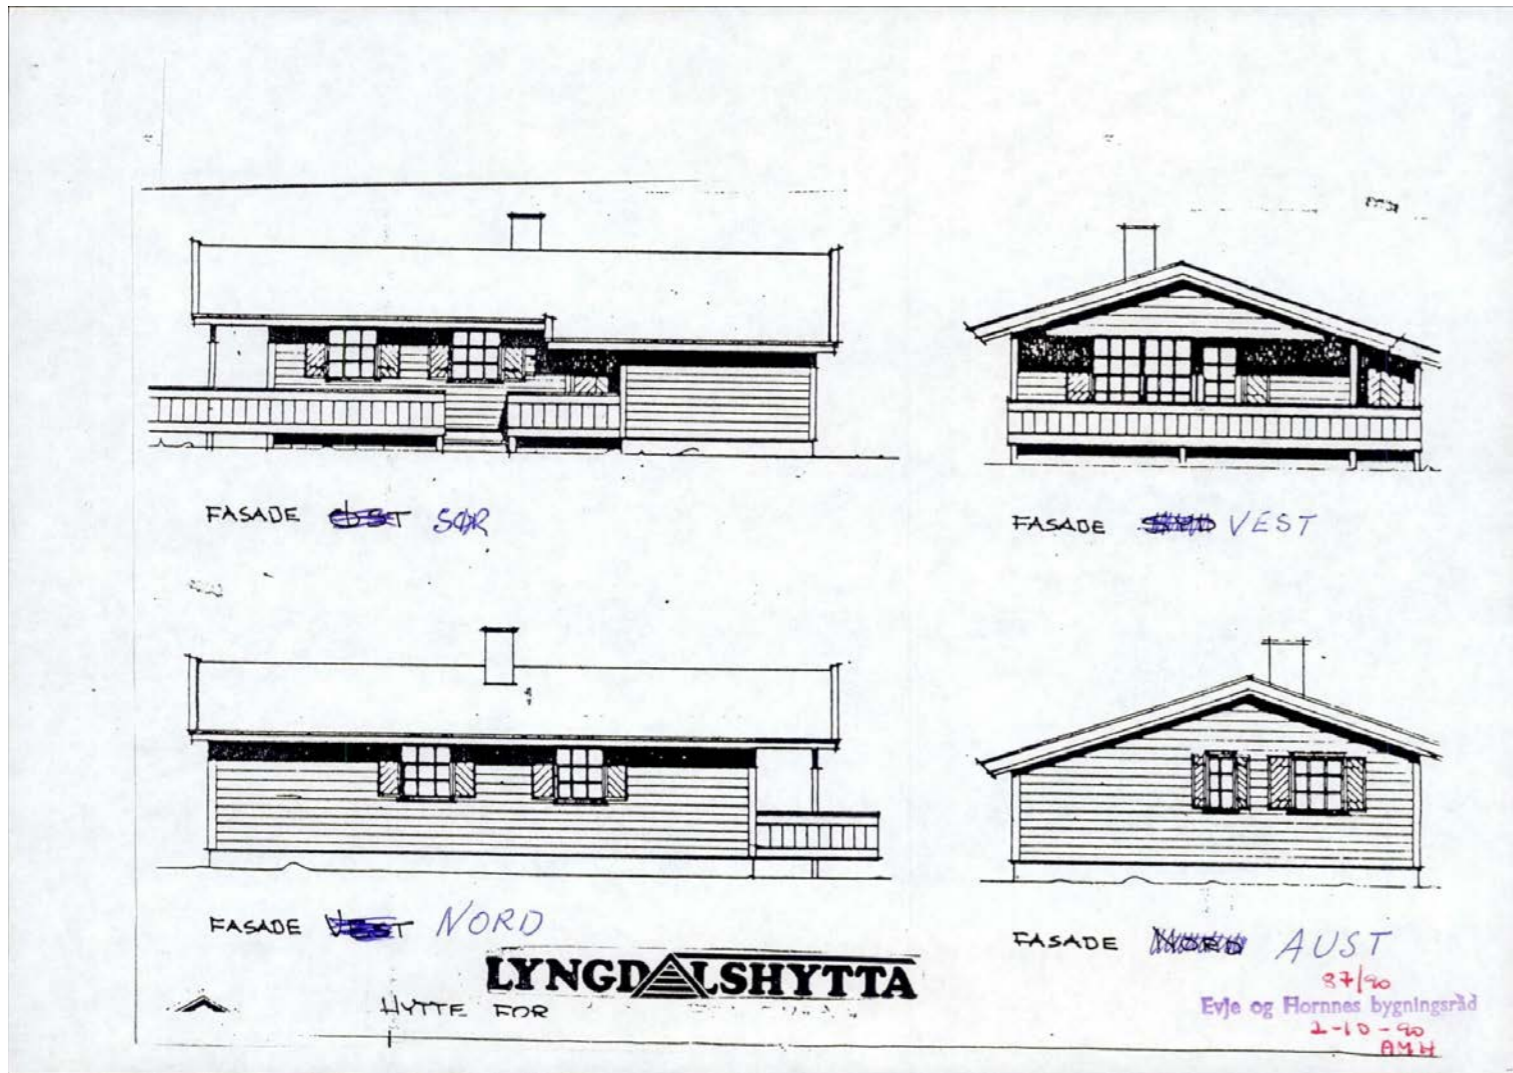 FASADE ØST SØR
FASADE SYD VEST
FASADE VEST NORD
FASADE NORD AUST
LYNGDALSHYTTA
HYTTE FOR
87/90
Evje og Hornnes bygningsråd
2-10-90
AMH